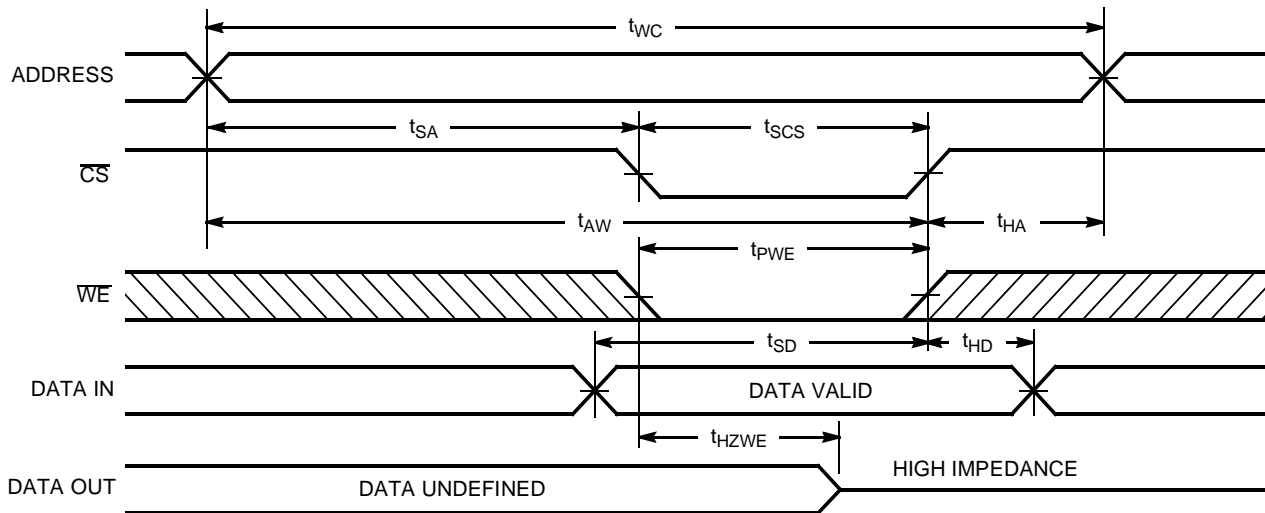 tWC
ADDRESS
tSA
tSCS
CS
tAW
tHA
tPWE
WE
tSD
tHD
DATA IN
DATA VALID
tHZWE
HIGH IMPEDANCE
DATA OUT
DATA UNDEFINED